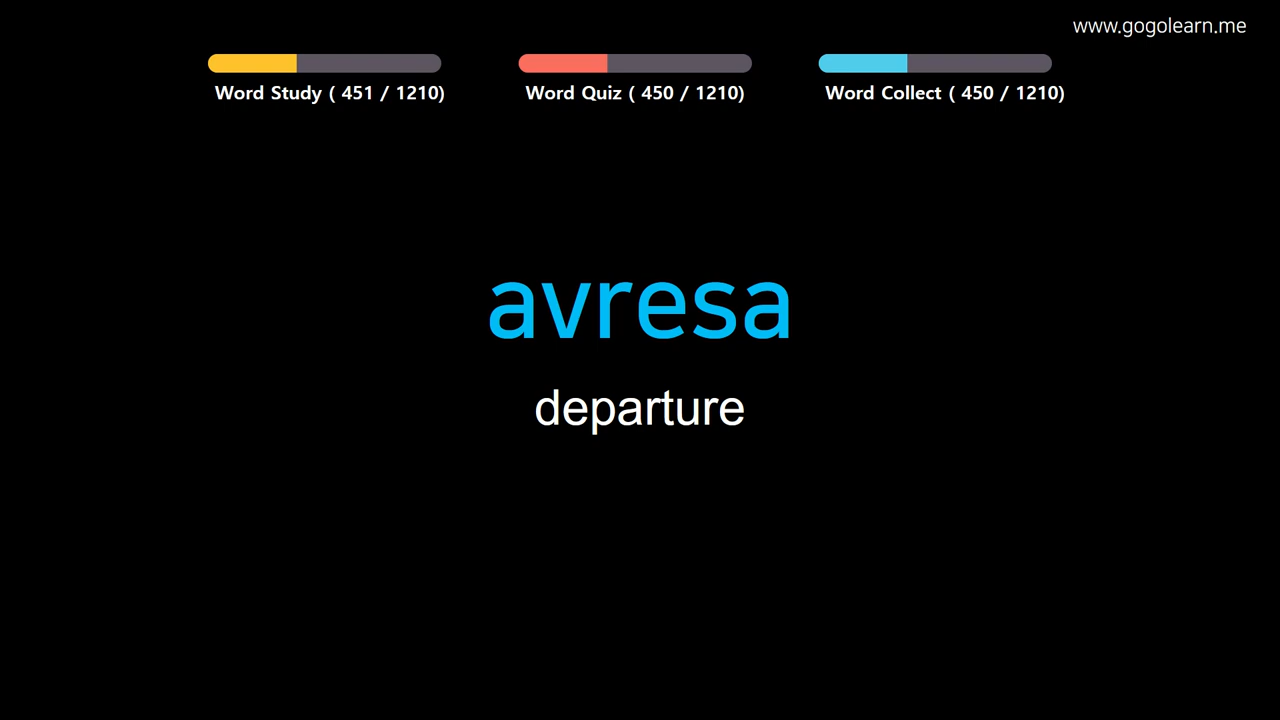 www.gogolearn.me
Word Study ( 451 / 1210)
Word Quiz ( 450 / 1210)
Word Collect ( 450 / 1210)
avresa
departure